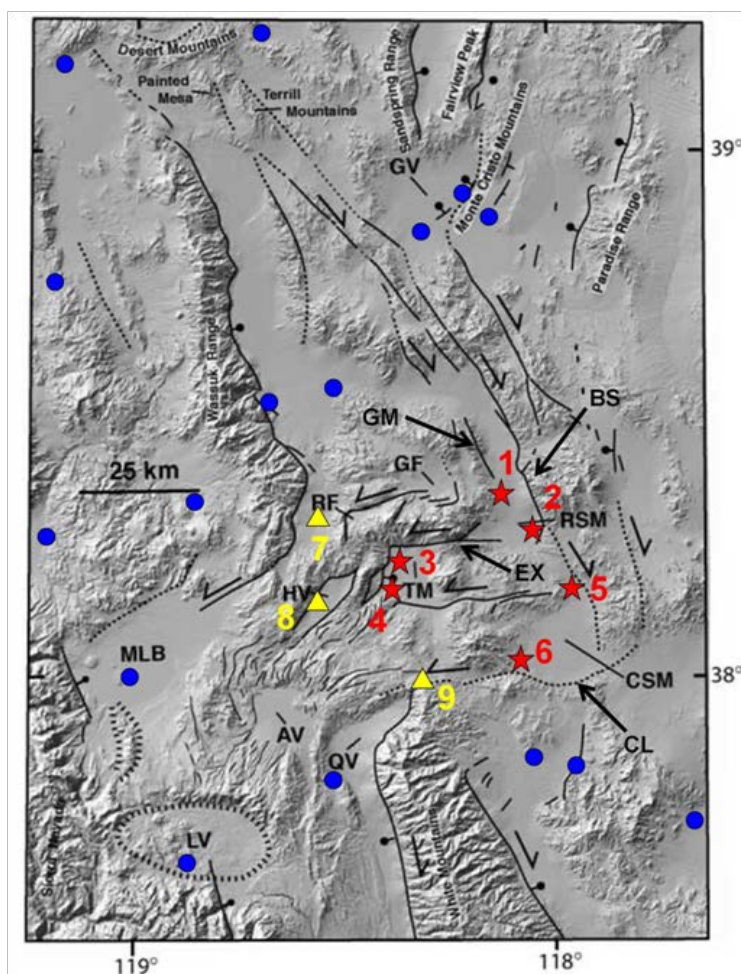 Desert Mountains
Painted
Mesa
?
Terrill
Mountains
Sandspring Range
Fairview Peak
39°
GV
Monte Cristo Mountains
Paradise Range
Wassuk Range
GM
BS
GF
1
25 km
2
RF
RSM
7
3
EX
HV
TM
5
8
4
6
MLB
38°
CSM
9
AV
CL
QV
LV
Sierra Nevada
White Mountains
119°
118°